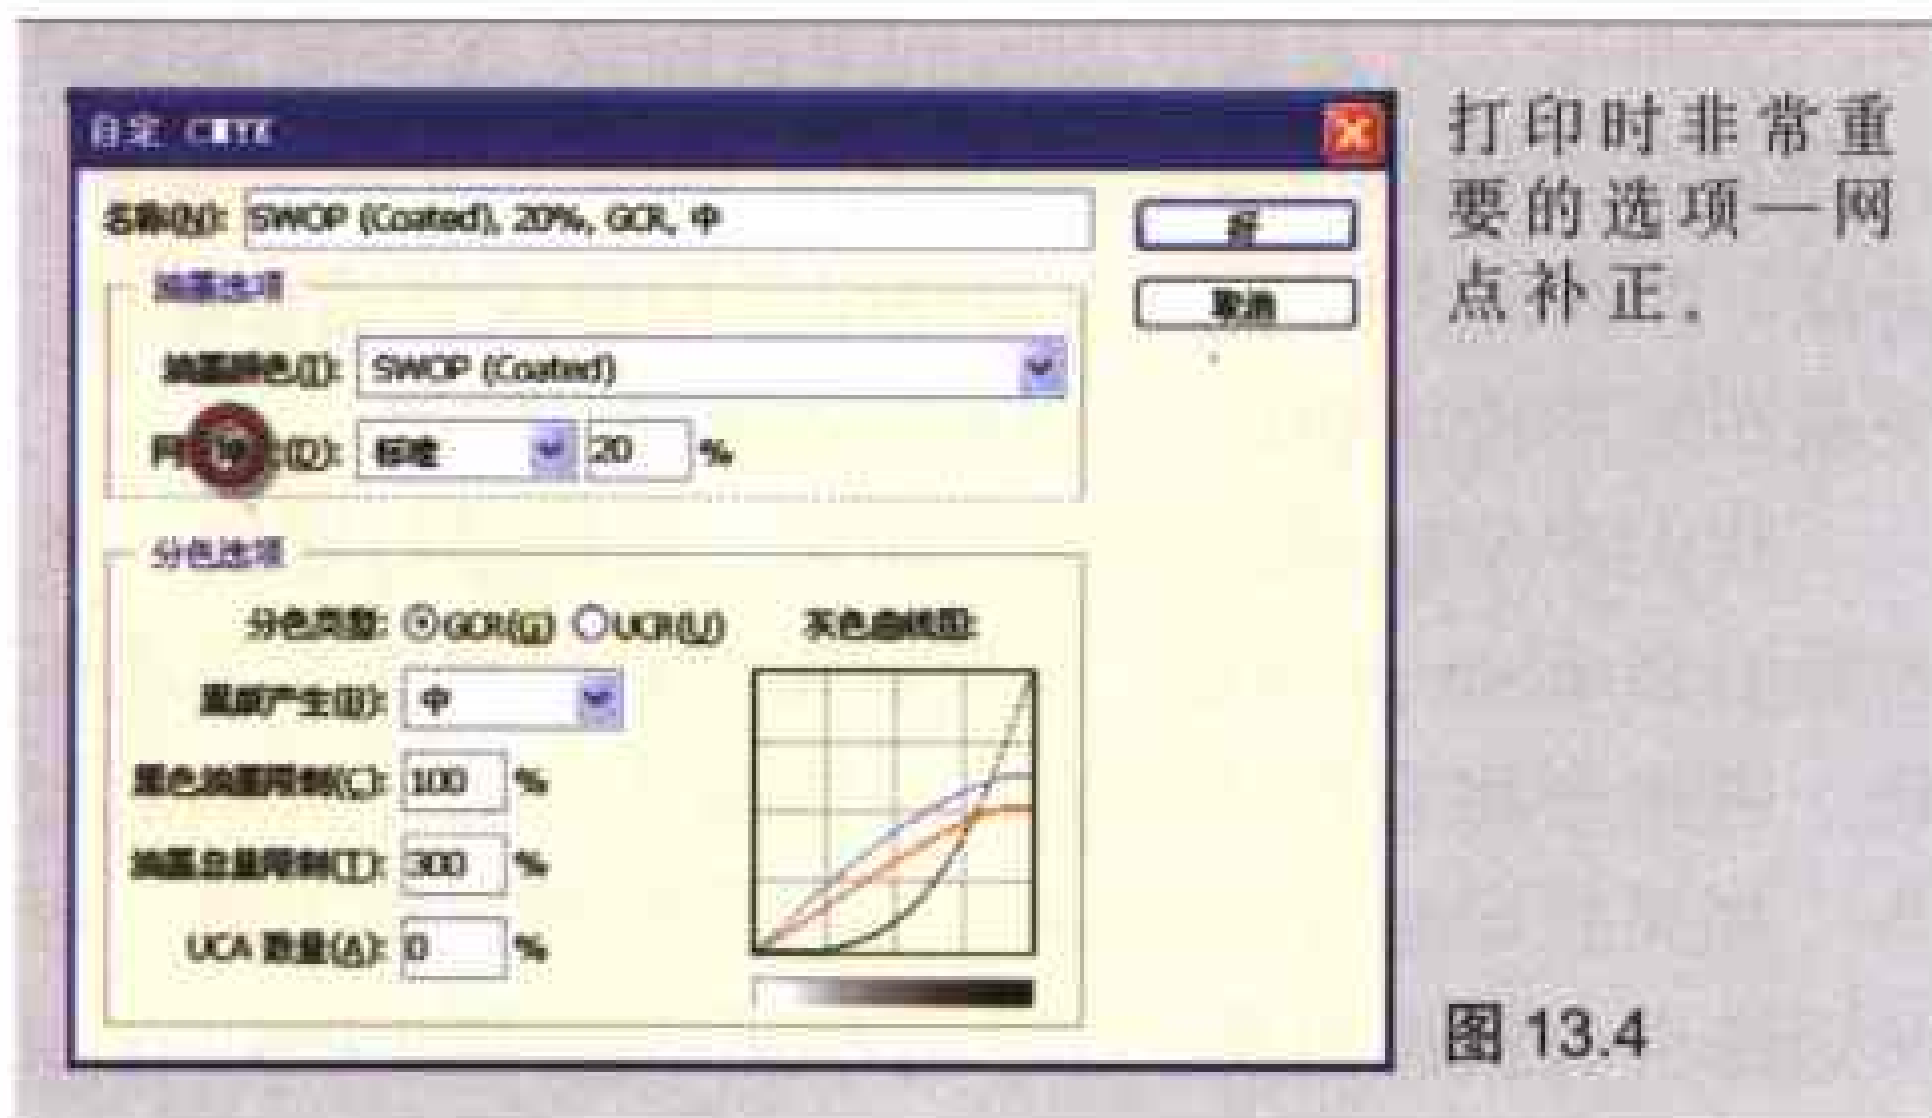 自定 CMYK
名称(N): SWOP (Coated), 20%, GCR, 中
好
取消
油墨选项
油墨颜色(I): SWOP (Coated)
网 (D): 标准 20 %
分色选项
分色类型: GCR(G) UCR(U)
灰色曲线图:
黑版产生(B): 中
黑色油墨限制(C): 100 %
油墨总量限制(T): 300 %
UCA 数量(A): 0 %
打印时非常重
要的选项—网
点补正.
图 13.4